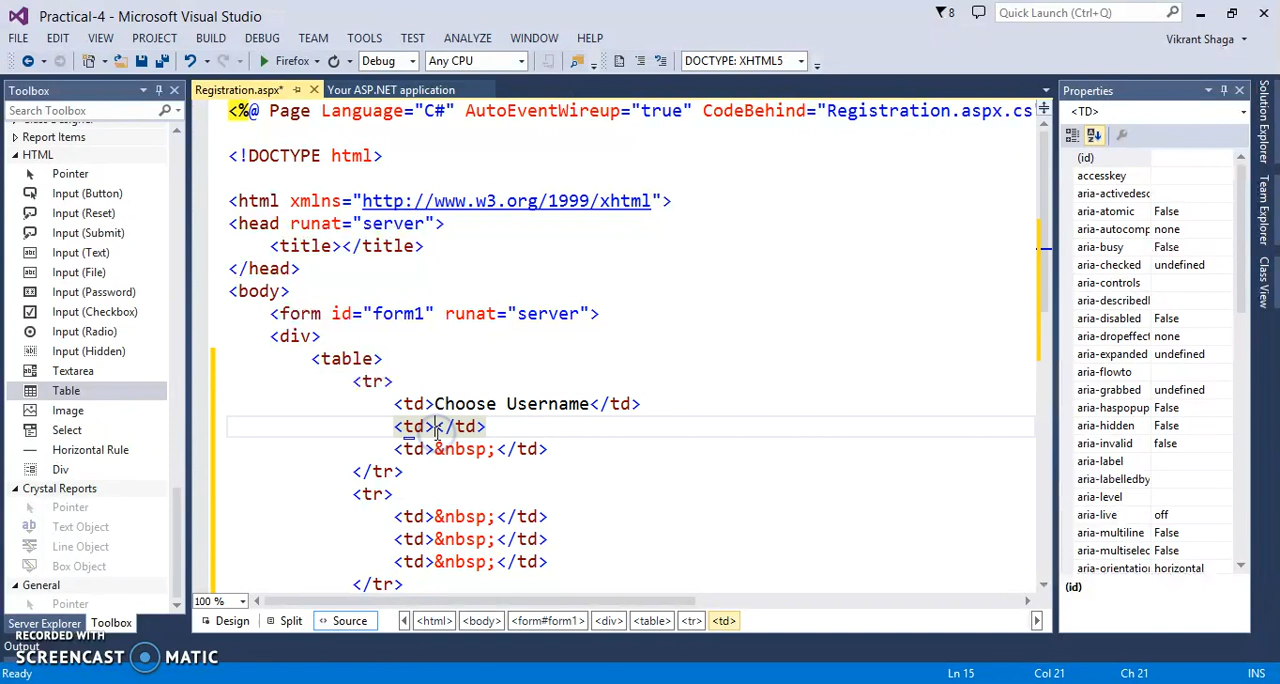 Practical-4 - Microsoft Visual Studio
8
Quick Launch (Ctrl+Q)
FILE EDIT VIEW PROJECT BUILD DEBUG TEAM TOOLS TEST ANALYZE WINDOW HELP
Vikrant Shaga
Firefox Debug Any CPU DOCTYPE: XHTML5
Toolbox
Search Toolbox
Report Items
HTML
Pointer
Input (Button)
Input (Reset)
Input (Submit)
Input (Text)
Input (File)
Input (Password)
Input (Checkbox)
Input (Radio)
Input (Hidden)
Textarea
Table
Image
Select
Horizontal Rule
Div
Crystal Reports
Pointer
Text Object
Line Object
Box Object
General
Pointer
Server Explorer Toolbox
Output
RECORDED WITH
SCREENCAST MATIC
Registration.aspx* Your ASP.NET application
<%@ Page Language="C#" AutoEventWireup="true" CodeBehind="Registration.aspx.cs
<!DOCTYPE html>
<html xmlns="http://www.w3.org/1999/xhtml">
<head runat="server">
<title></title>
</head>
<body>
<form id="form1" runat="server">
<div>
<table>
<tr>
<td>Choose Username</td>
<td></td>
<td>&nbsp;</td>
</tr>
<tr>
<td>&nbsp;</td>
<td>&nbsp;</td>
<td>&nbsp;</td>
</tr>
100 %
Design Split Source <html> <body> <form#form1> <div> <table> <tr> <td>
Properties
<TD>
(id)
accesskey
aria-activedesc
aria-atomic False
aria-autocomp none
aria-busy False
aria-checked undefined
aria-controls
aria-described
aria-disabled False
aria-dropeffect none
aria-expanded undefined
aria-flowto
aria-grabbed undefined
aria-haspopup False
aria-hidden False
aria-invalid false
aria-label
aria-labelledby
aria-level
aria-live off
aria-multiline False
aria-multiselec False
aria-orientation horizontal
(id)
Solution Explorer
Team Explorer
Class View
Ready Ln 15 Col 21 Ch 21 INS